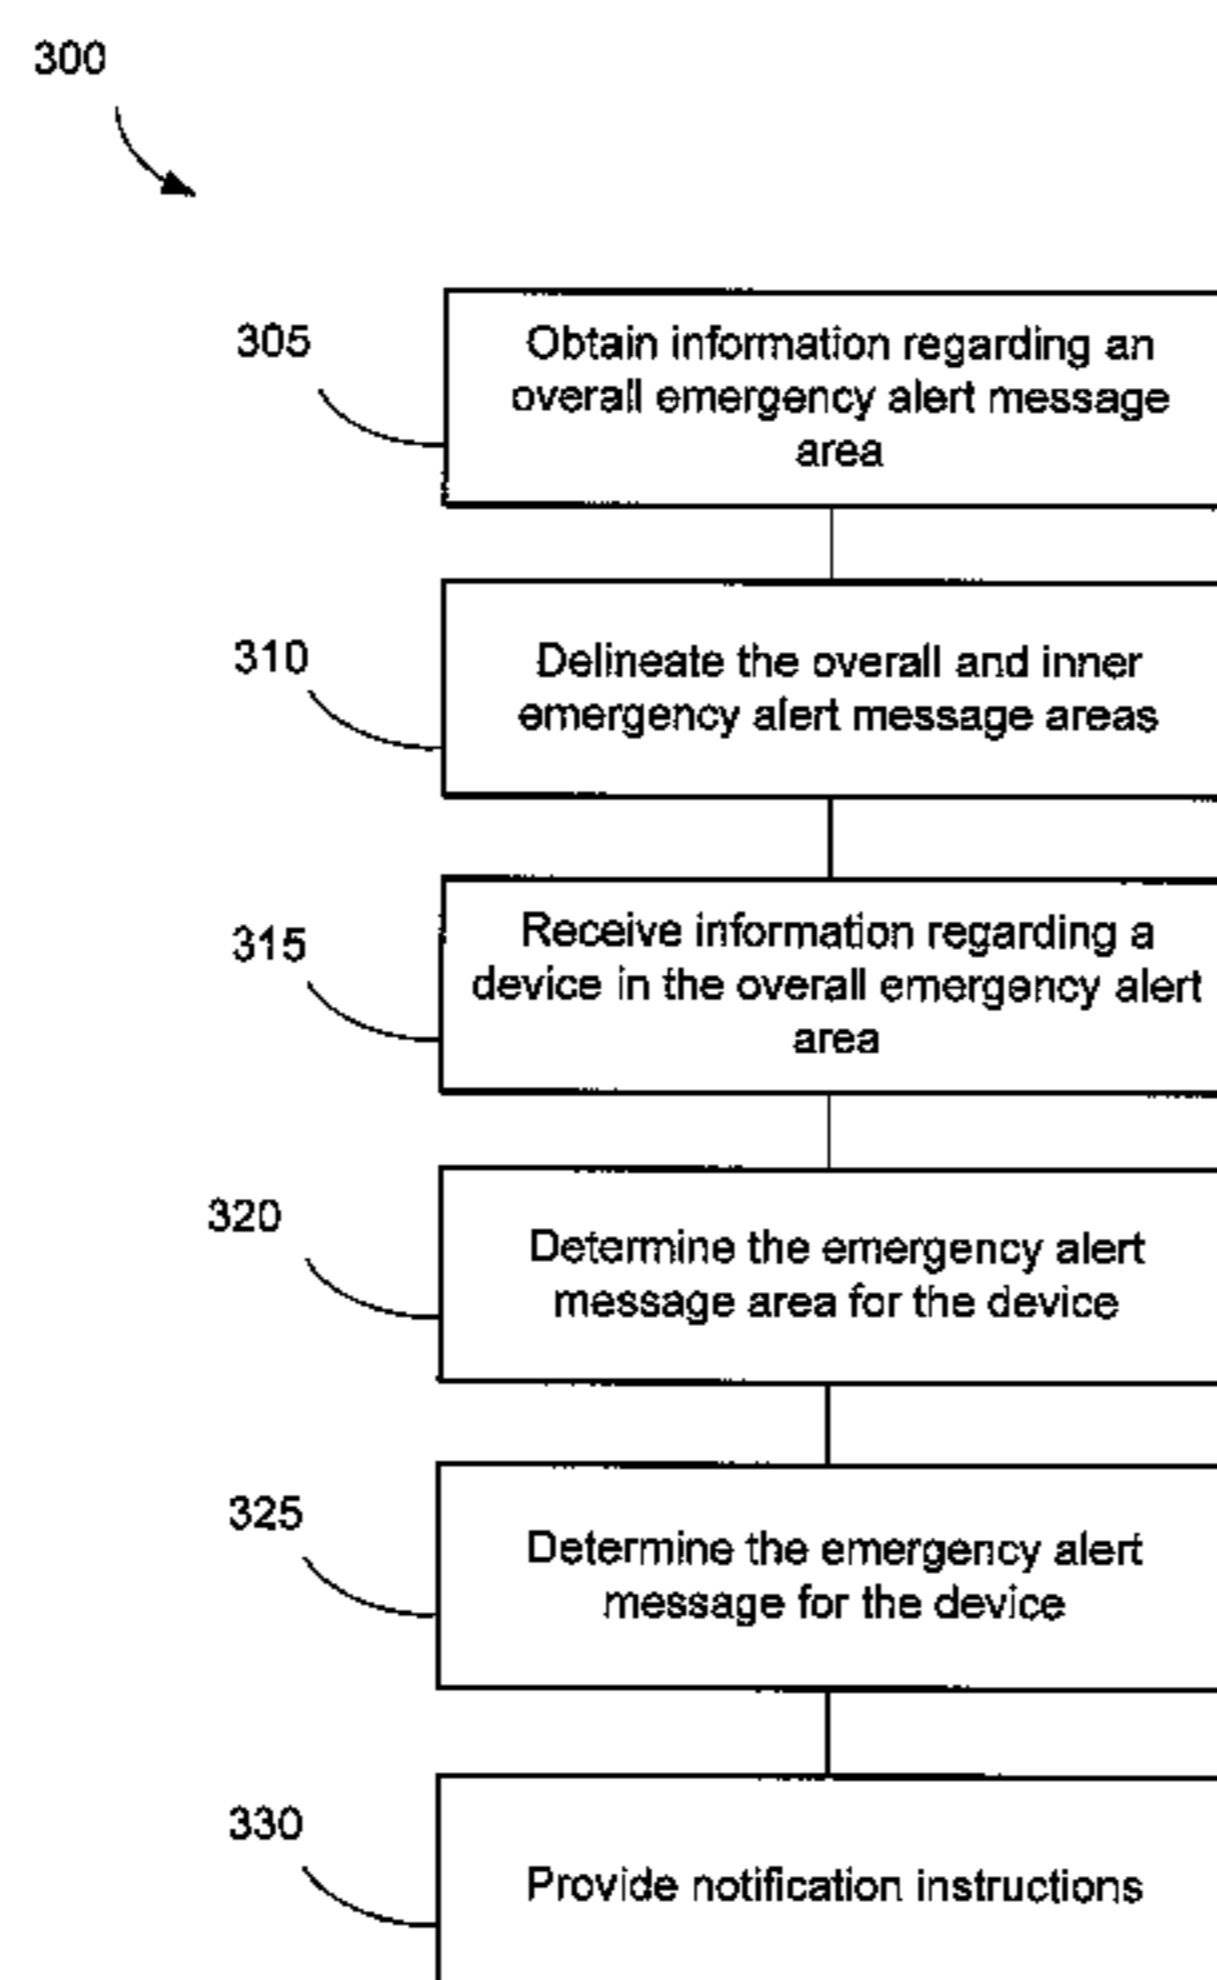 300
305
Obtain information regarding an
overall emergency alert message
area
310
Delineate the overall and inner
emergency alert message areas
315
Receive information regarding a
device in the overall emergency alert
area
320
Determine the emergency alert
message area for the device
325
Determine the emergency alert
message for the device
330
Provide notification instructions